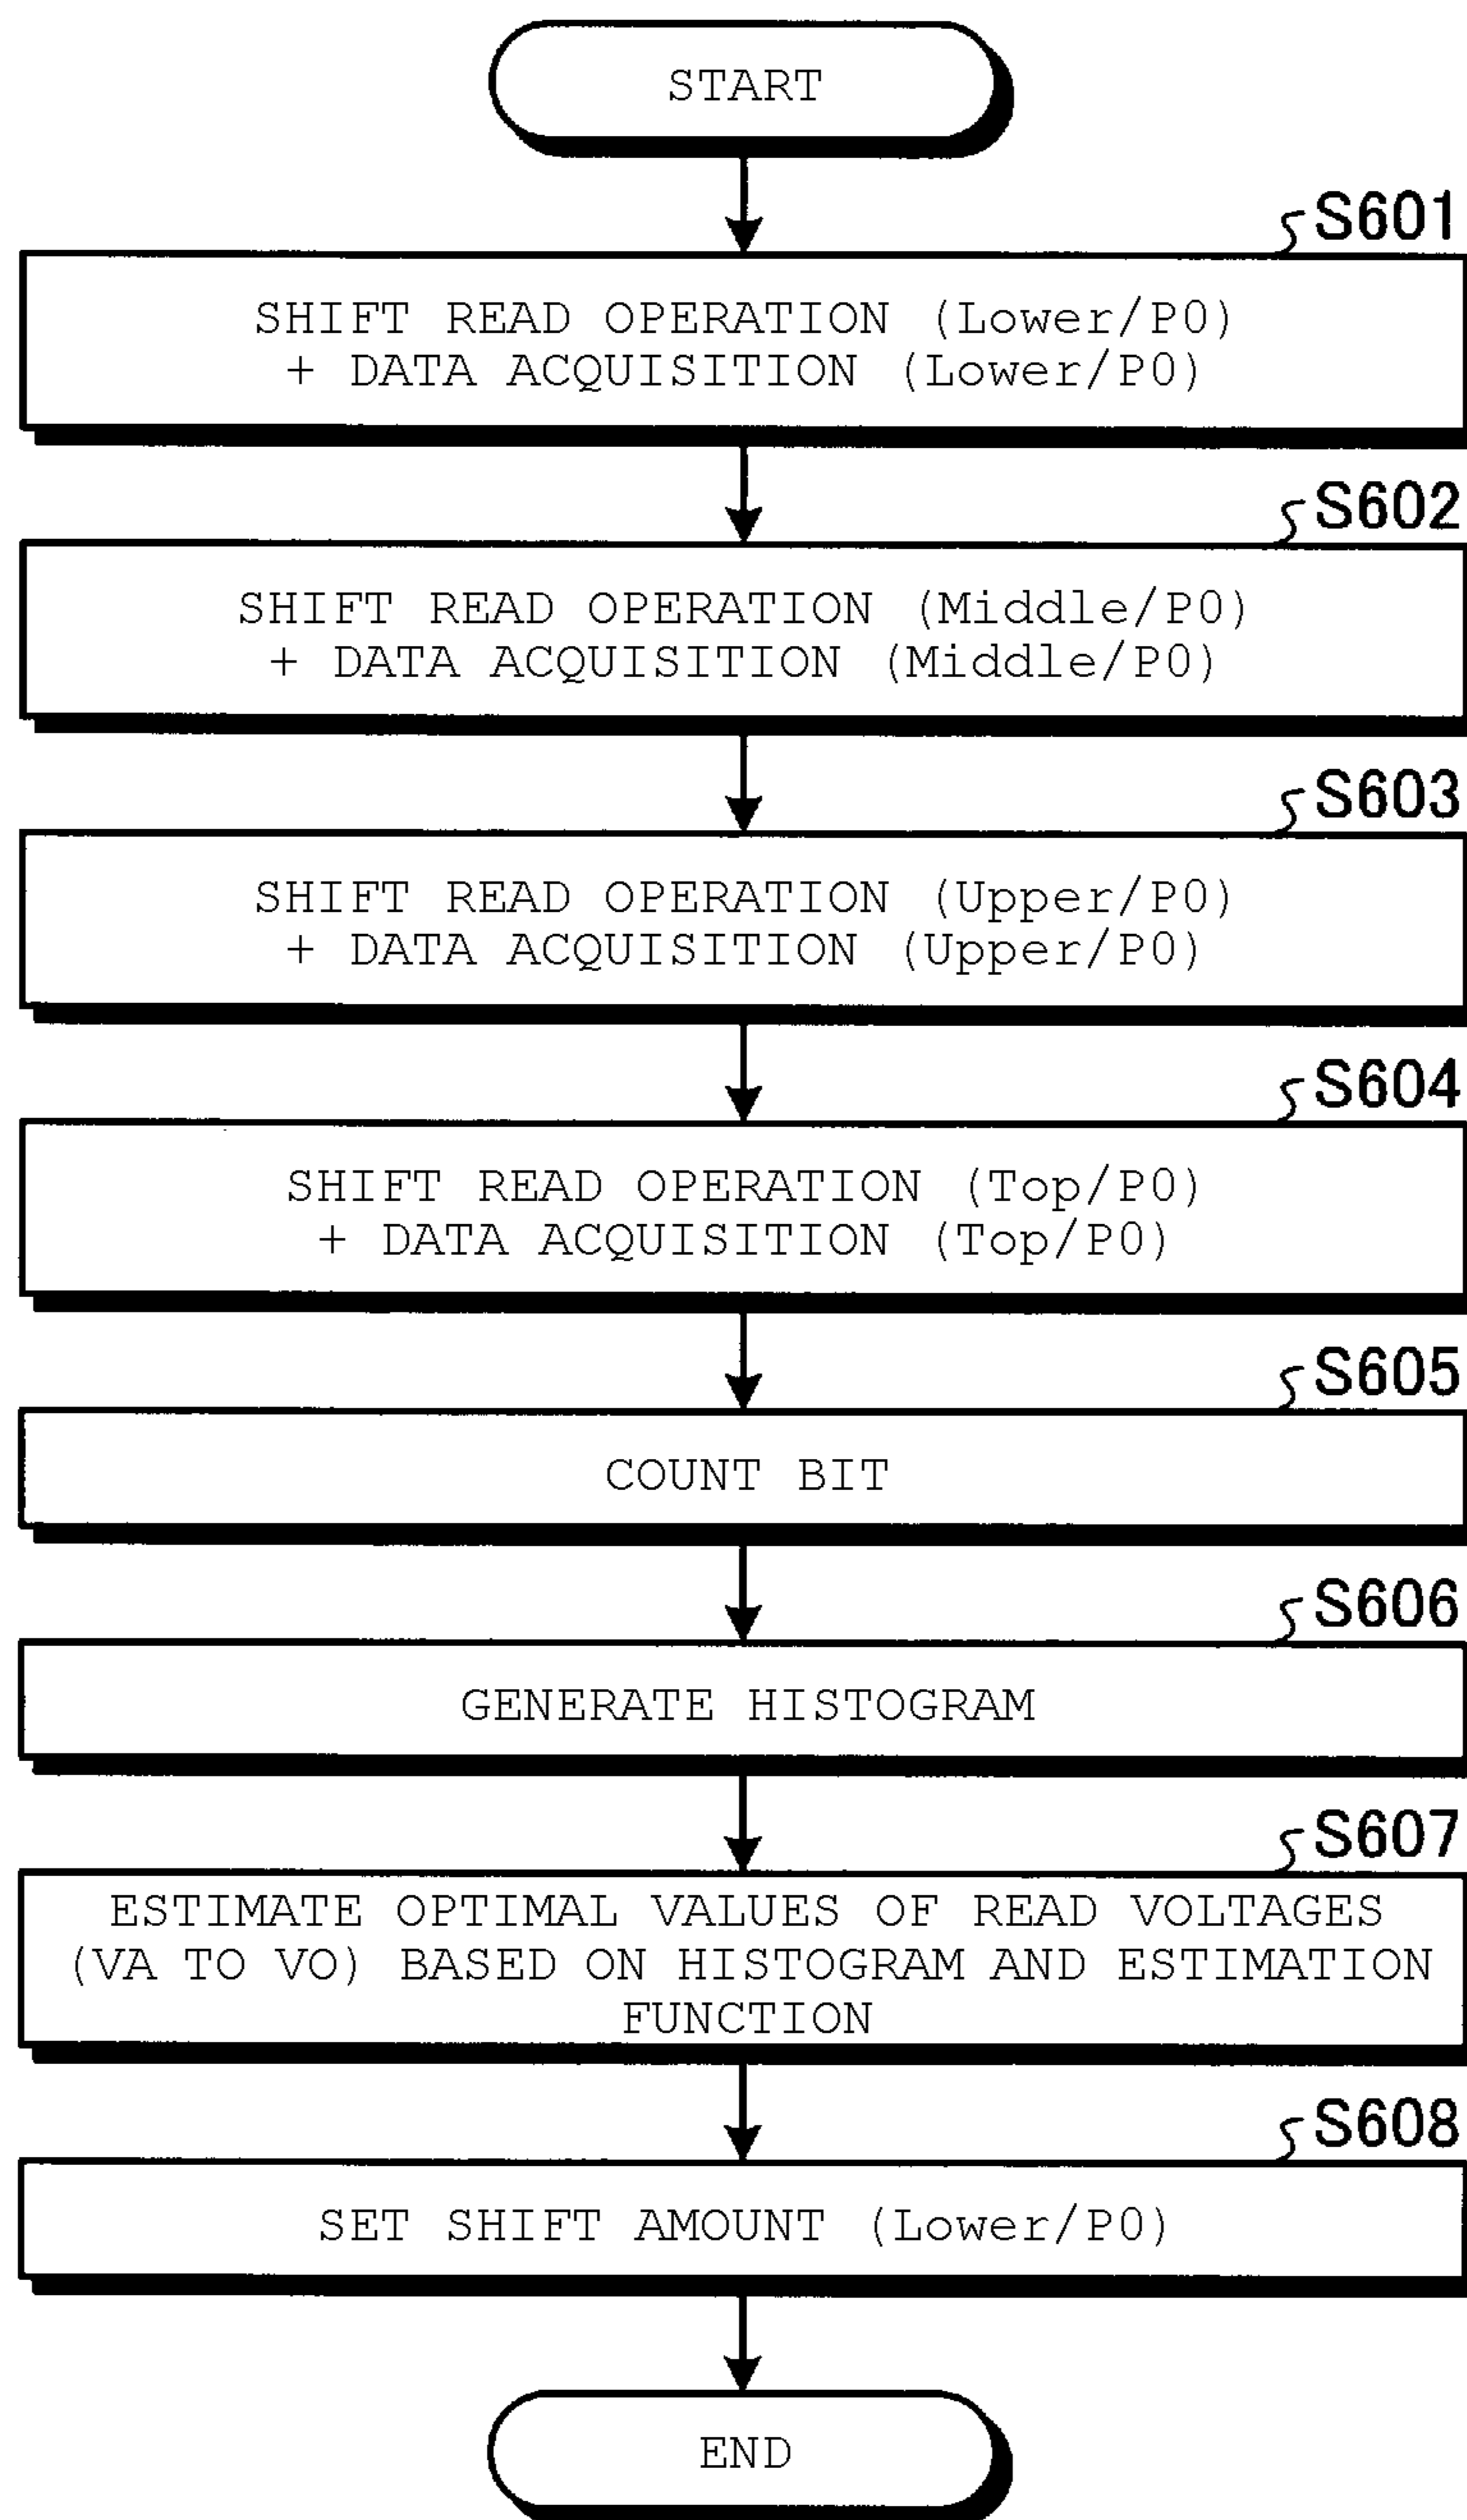 START
S601
SHIFT READ OPERATION (Lower/P0)
+ DATA ACQUISITION (Lower/P0)
S602
SHIFT READ OPERATION (Middle/P0)
+ DATA ACQUISITION (Middle/P0)
S603
SHIFT READ OPERATION (Upper/P0)
+ DATA ACQUISITION (Upper/P0)
S604
SHIFT READ OPERATION (Top/P0)
+ DATA ACQUISITION (Top/P0)
S605
COUNT BIT
S606
GENERATE HISTOGRAM
S607
ESTIMATE OPTIMAL VALUES OF READ VOLTAGES
(VA TO VO) BASED ON HISTOGRAM AND ESTIMATION
FUNCTION
S608
SET SHIFT AMOUNT (Lower/P0)
END